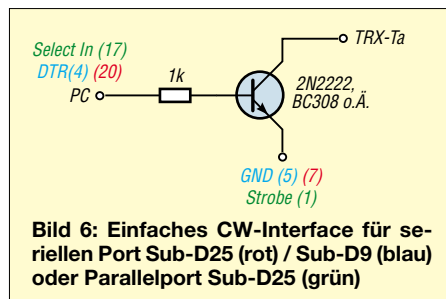 Select In (17)
DTR(4) (20)
PC
1k
TRX-Ta
2N2222,
BC308 o.Ä.
GND (5) (7)
Strobe (1)
Bild 6: Einfaches CW-Interface für se-
riellen Port Sub-D25 (rot) / Sub-D9 (blau)
oder Parallelport Sub-D25 (grün)